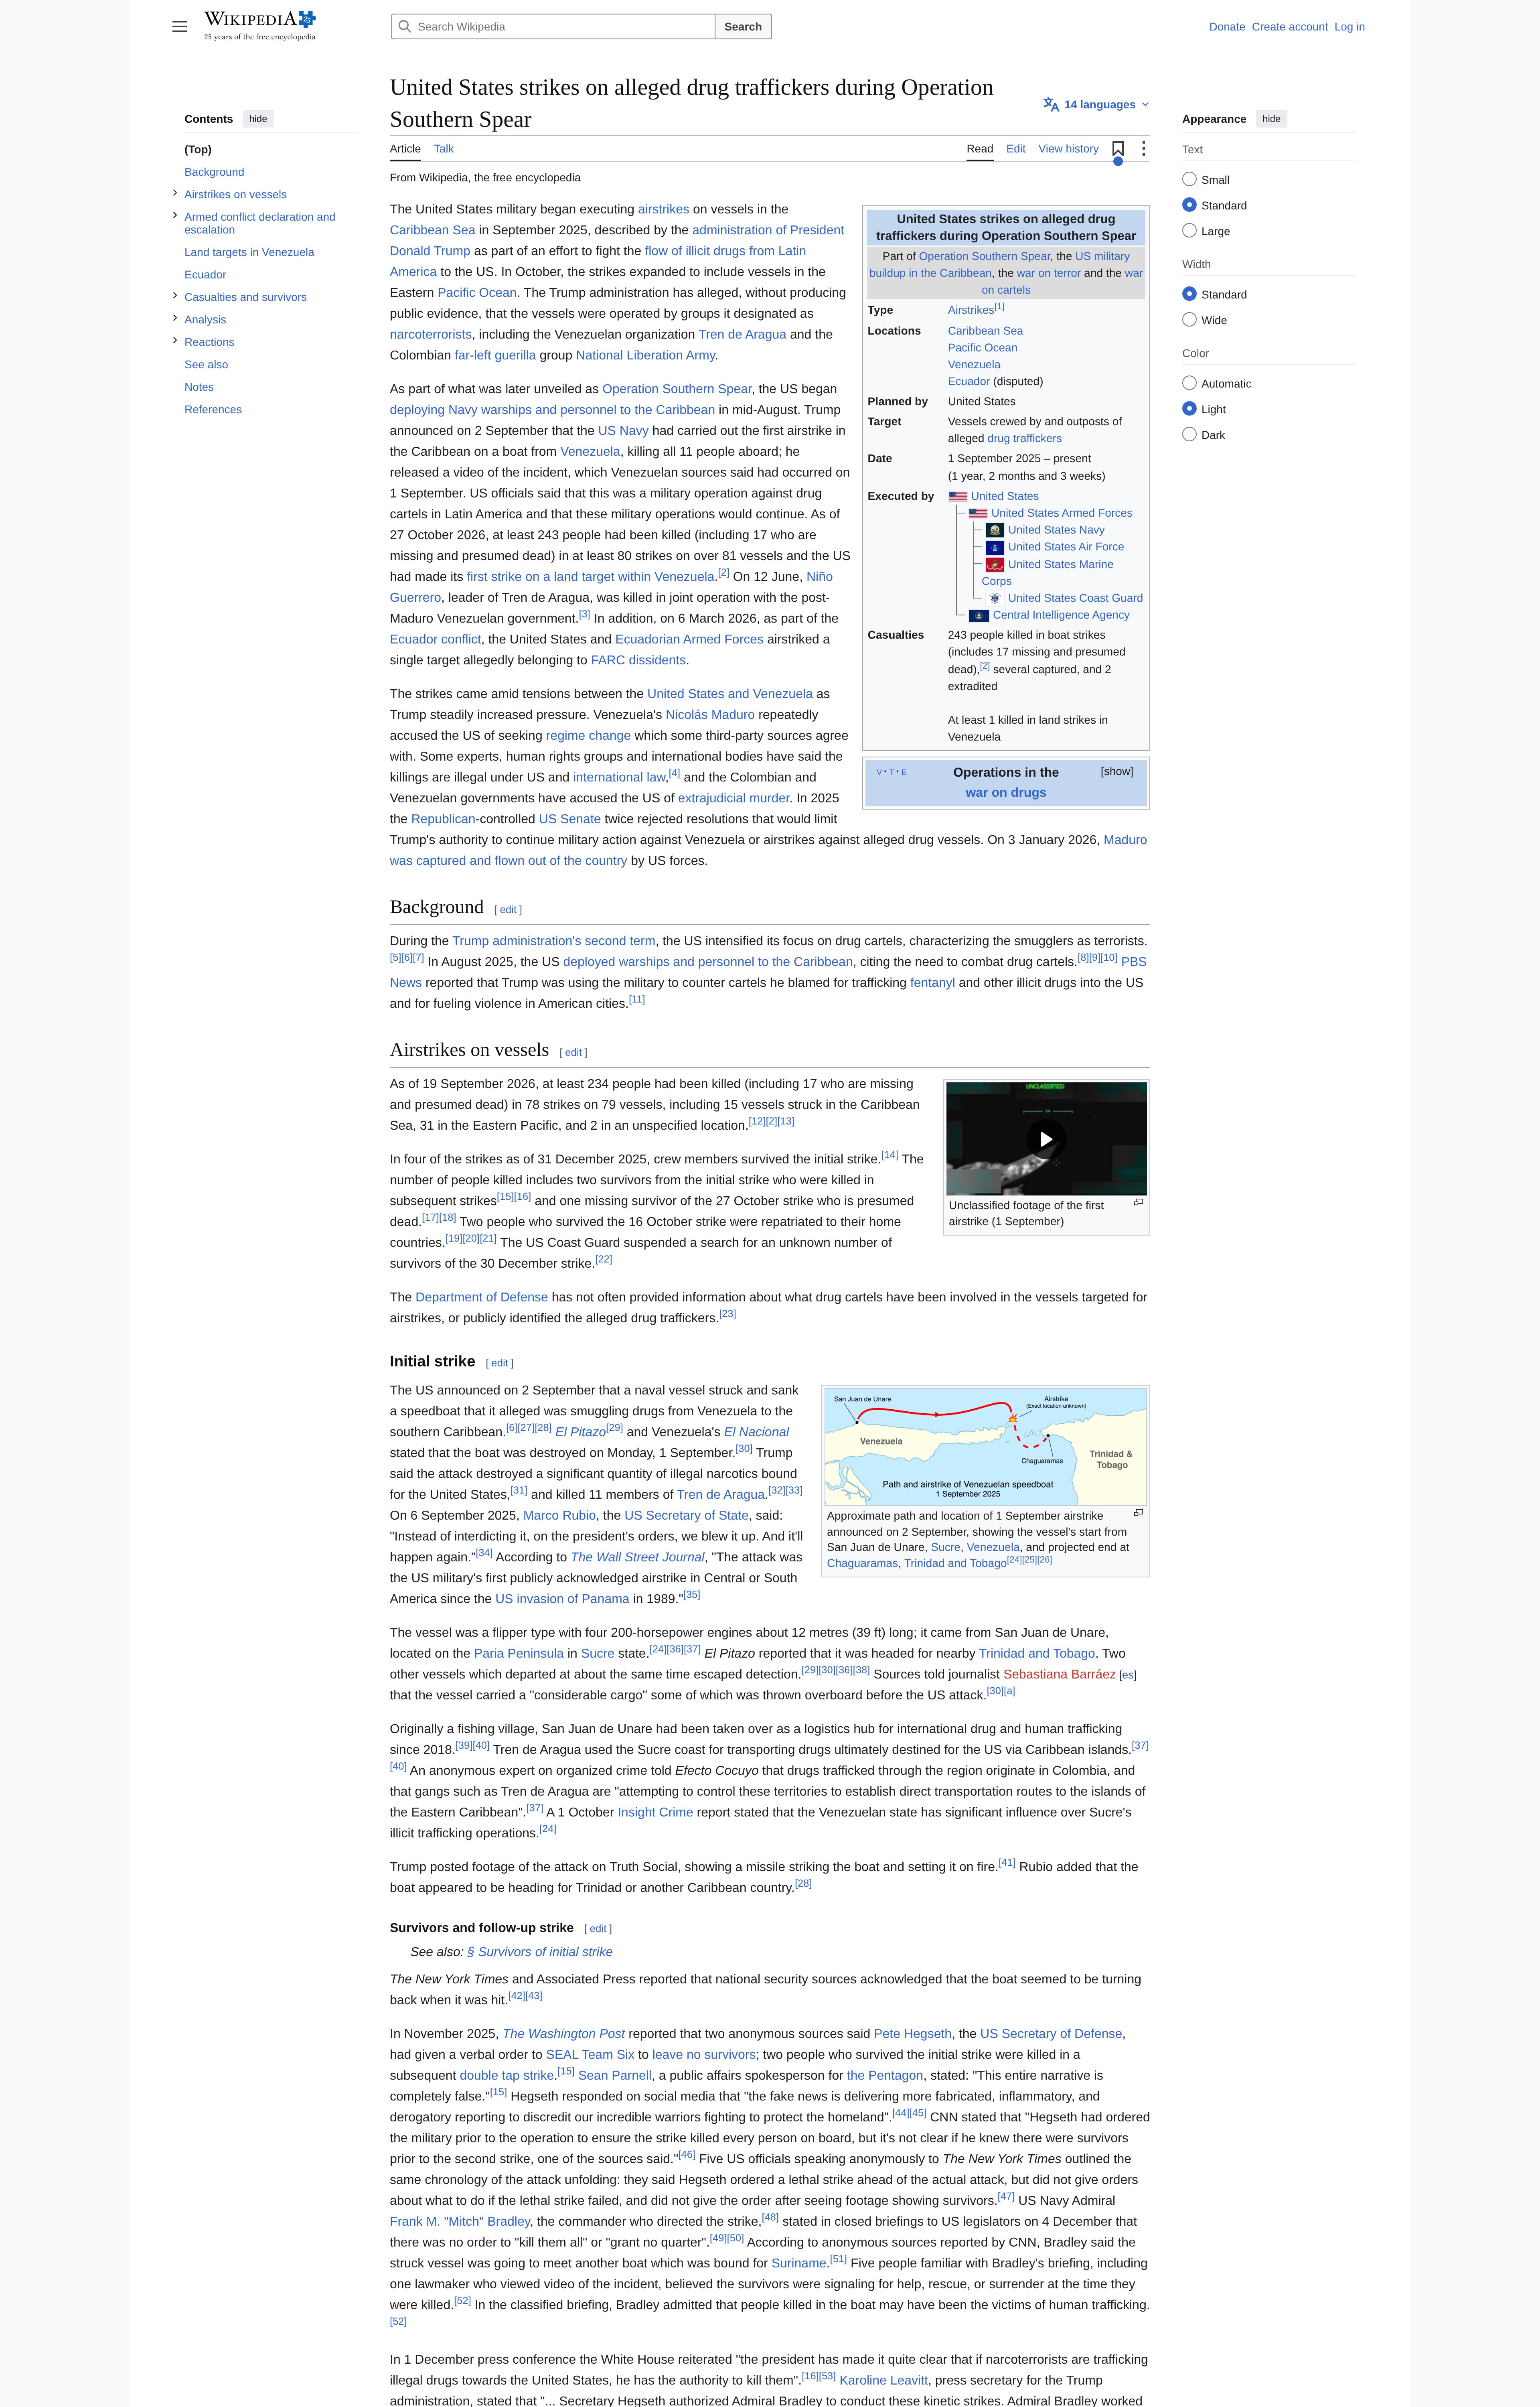 WIKIPEDIA
25 years of the free encyclopedia
Search Wikipedia
Search
Donate Create account Log in
Contents hide
(Top)
Background
Airstrikes on vessels
Armed conflict declaration and
escalation
Land targets in Venezuela
Ecuador
Casualties and survivors
Analysis
Reactions
See also
Notes
References
United States strikes on alleged drug traffickers during Operation
Southern Spear
14 languages
Article Talk
Read Edit View history
From Wikipedia, the free encyclopedia
The United States military began executing airstrikes on vessels in the
Caribbean Sea in September 2025, described by the administration of President
Donald Trump as part of an effort to fight the flow of illicit drugs from Latin
America to the US. In October, the strikes expanded to include vessels in the
Eastern Pacific Ocean. The Trump administration has alleged, without producing
public evidence, that the vessels were operated by groups it designated as
narcoterrorists, including the Venezuelan organization Tren de Aragua and the
Colombian far-left guerilla group National Liberation Army.
As part of what was later unveiled as Operation Southern Spear, the US began
deploying Navy warships and personnel to the Caribbean in mid-August. Trump
announced on 2 September that the US Navy had carried out the first airstrike in
the Caribbean on a boat from Venezuela, killing all 11 people aboard; he
released a video of the incident, which Venezuelan sources said had occurred on
1 September. US officials said that this was a military operation against drug
cartels in Latin America and that these military operations would continue. As of
27 October 2026, at least 243 people had been killed (including 17 who are
missing and presumed dead) in at least 80 strikes on over 81 vessels and the US
had made its first strike on a land target within Venezuela.[2] On 12 June, Niño
Guerrero, leader of Tren de Aragua, was killed in joint operation with the post-
Maduro Venezuelan government.[3] In addition, on 6 March 2026, as part of the
Ecuador conflict, the United States and Ecuadorian Armed Forces airstriked a
single target allegedly belonging to FARC dissidents.
The strikes came amid tensions between the United States and Venezuela as
Trump steadily increased pressure. Venezuela's Nicolás Maduro repeatedly
accused the US of seeking regime change which some third-party sources agree
with. Some experts, human rights groups and international bodies have said the
killings are illegal under US and international law,[4] and the Colombian and
Venezuelan governments have accused the US of extrajudicial murder. In 2025
the Republican-controlled US Senate twice rejected resolutions that would limit
Trump's authority to continue military action against Venezuela or airstrikes against alleged drug vessels. On 3 January 2026, Maduro
was captured and flown out of the country by US forces.
United States strikes on alleged drug
traffickers during Operation Southern Spear
Part of Operation Southern Spear, the US military
buildup in the Caribbean, the war on terror and the war
on cartels
Type Airstrikes[1]
Locations Caribbean Sea
Pacific Ocean
Venezuela
Ecuador (disputed)
Planned by United States
Target Vessels crewed by and outposts of
alleged drug traffickers
Date 1 September 2025 – present
(1 year, 2 months and 3 weeks)
Executed by United States
United States Armed Forces
United States Navy
United States Air Force
United States Marine
Corps
United States Coast Guard
Central Intelligence Agency
Casualties 243 people killed in boat strikes
(includes 17 missing and presumed
dead),[2] several captured, and 2
extradited
At least 1 killed in land strikes in
Venezuela
V • T • E Operations in the [show]
war on drugs
Background [ edit ]
During the Trump administration's second term, the US intensified its focus on drug cartels, characterizing the smugglers as terrorists.
[5][6][7] In August 2025, the US deployed warships and personnel to the Caribbean, citing the need to combat drug cartels.[8][9][10] PBS
News reported that Trump was using the military to counter cartels he blamed for trafficking fentanyl and other illicit drugs into the US
and for fueling violence in American cities.[11]
Airstrikes on vessels [ edit ]
As of 19 September 2026, at least 234 people had been killed (including 17 who are missing
and presumed dead) in 78 strikes on 79 vessels, including 15 vessels struck in the Caribbean
Sea, 31 in the Eastern Pacific, and 2 in an unspecified location.[12][2][13]
In four of the strikes as of 31 December 2025, crew members survived the initial strike.[14] The
number of people killed includes two survivors from the initial strike who were killed in
subsequent strikes[15][16] and one missing survivor of the 27 October strike who is presumed
dead.[17][18] Two people who survived the 16 October strike were repatriated to their home
countries.[19][20][21] The US Coast Guard suspended a search for an unknown number of
survivors of the 30 December strike.[22]
UNCLASSIFIED
Unclassified footage of the first
airstrike (1 September)
The Department of Defense has not often provided information about what drug cartels have been involved in the vessels targeted for
airstrikes, or publicly identified the alleged drug traffickers.[23]
Initial strike [ edit ]
The US announced on 2 September that a naval vessel struck and sank
a speedboat that it alleged was smuggling drugs from Venezuela to the
southern Caribbean.[6][27][28] El Pitazo[29] and Venezuela's El Nacional
stated that the boat was destroyed on Monday, 1 September.[30] Trump
said the attack destroyed a significant quantity of illegal narcotics bound
for the United States,[31] and killed 11 members of Tren de Aragua.[32][33]
On 6 September 2025, Marco Rubio, the US Secretary of State, said:
"Instead of interdicting it, on the president's orders, we blew it up. And it'll
happen again."[34] According to The Wall Street Journal, "The attack was
the US military's first publicly acknowledged airstrike in Central or South
America since the US invasion of Panama in 1989."[35]
San Juan de Unare
Airstrike
(Exact location unknown)
Venezuela
Trinidad &
Tobago
Chaguaramas
Path and airstrike of Venezuelan speedboat
1 September 2025
Approximate path and location of 1 September airstrike
announced on 2 September, showing the vessel's start from
San Juan de Unare, Sucre, Venezuela, and projected end at
Chaguaramas, Trinidad and Tobago[24][25][26]
The vessel was a flipper type with four 200-horsepower engines about 12 metres (39 ft) long; it came from San Juan de Unare,
located on the Paria Peninsula in Sucre state.[24][36][37] El Pitazo reported that it was headed for nearby Trinidad and Tobago. Two
other vessels which departed at about the same time escaped detection.[29][30][36][38] Sources told journalist Sebastiana Barráez [es]
that the vessel carried a "considerable cargo" some of which was thrown overboard before the US attack.[30][a]
Originally a fishing village, San Juan de Unare had been taken over as a logistics hub for international drug and human trafficking
since 2018.[39][40] Tren de Aragua used the Sucre coast for transporting drugs ultimately destined for the US via Caribbean islands.[37]
[40] An anonymous expert on organized crime told Efecto Cocuyo that drugs trafficked through the region originate in Colombia, and
that gangs such as Tren de Aragua are "attempting to control these territories to establish direct transportation routes to the islands of
the Eastern Caribbean".[37] A 1 October Insight Crime report stated that the Venezuelan state has significant influence over Sucre's
illicit trafficking operations.[24]
Trump posted footage of the attack on Truth Social, showing a missile striking the boat and setting it on fire.[41] Rubio added that the
boat appeared to be heading for Trinidad or another Caribbean country.[28]
Survivors and follow-up strike [ edit ]
See also: § Survivors of initial strike
The New York Times and Associated Press reported that national security sources acknowledged that the boat seemed to be turning
back when it was hit.[42][43]
In November 2025, The Washington Post reported that two anonymous sources said Pete Hegseth, the US Secretary of Defense,
had given a verbal order to SEAL Team Six to leave no survivors; two people who survived the initial strike were killed in a
subsequent double tap strike.[15] Sean Parnell, a public affairs spokesperson for the Pentagon, stated: "This entire narrative is
completely false."[15] Hegseth responded on social media that "the fake news is delivering more fabricated, inflammatory, and
derogatory reporting to discredit our incredible warriors fighting to protect the homeland".[44][45] CNN stated that "Hegseth had ordered
the military prior to the operation to ensure the strike killed every person on board, but it's not clear if he knew there were survivors
prior to the second strike, one of the sources said."[46] Five US officials speaking anonymously to The New York Times outlined the
same chronology of the attack unfolding: they said Hegseth ordered a lethal strike ahead of the actual attack, but did not give orders
about what to do if the lethal strike failed, and did not give the order after seeing footage showing survivors.[47] US Navy Admiral
Frank M. "Mitch" Bradley, the commander who directed the strike,[48] stated in closed briefings to US legislators on 4 December that
there was no order to "kill them all" or "grant no quarter".[49][50] According to anonymous sources reported by CNN, Bradley said the
struck vessel was going to meet another boat which was bound for Suriname.[51] Five people familiar with Bradley's briefing, including
one lawmaker who viewed video of the incident, believed the survivors were signaling for help, rescue, or surrender at the time they
were killed.[52] In the classified briefing, Bradley admitted that people killed in the boat may have been the victims of human trafficking.
[52]
In 1 December press conference the White House reiterated "the president has made it quite clear that if narcoterrorists are trafficking
illegal drugs towards the United States, he has the authority to kill them".[16][53] Karoline Leavitt, press secretary for the Trump
administration, stated that "... Secretary Hegseth authorized Admiral Bradley to conduct these kinetic strikes. Admiral Bradley worked
Appearance hide
Text
Small
Standard
Large
Width
Standard
Wide
Color
Automatic
Light
Dark